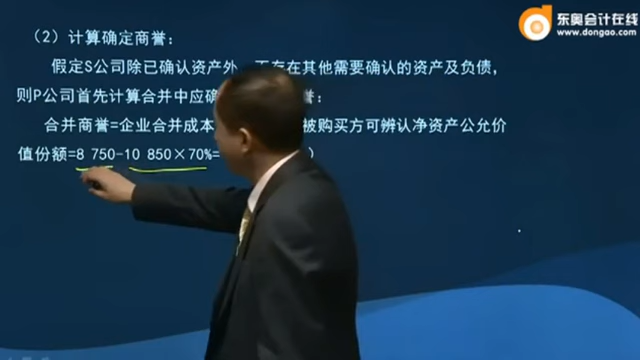 东奥会计在线
www.dongao.com
（2）计算确定商誉：
假定S公司除已确认资产外，不存在其他需要确认的资产及负债，
则P公司首先计算合并中应确 ：
合并商誉=企业合并成本 被购买方可辨认净资产公允价
值份额=8 750-10 850×70%= ）